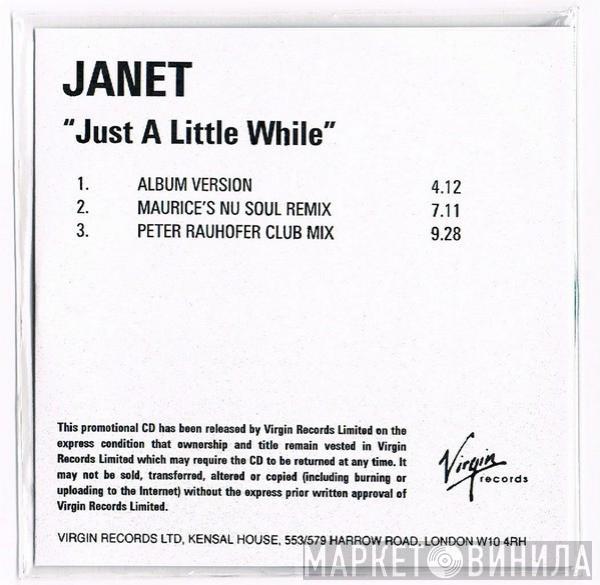 JANET
"Just A Little While"
1. ALBUM VERSION 4.12
2. MAURICE'S NU SOUL REMIX 7.11
3. PETER RAUHOFER CLUB MIX 9.28
This promotional CD has been released by Virgin Records Limited on the
express condition that ownership and title remain vested in Virgin
Records Limited which may require the CD to be returned at any time. It
may not be sold, transferred, altered or copied (including burning or
uploading to the Internet) without the express prior written approval of
Virgin Records Limited.
Virgin records
VIRGIN RECORDS LTD, KENSAL HOUSE, 553/579 HARROW ROAD, LONDON W10 4RH
МАРКЕТ ВИНИЛА